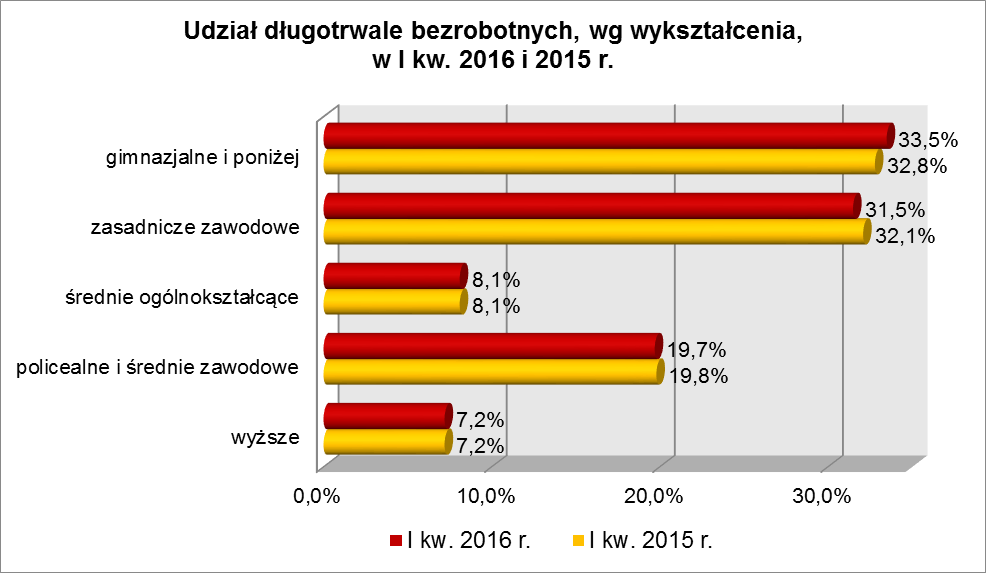 Udział długotrwale bezrobotnych, wg wykształcenia,
w I kw. 2016 i 2015 r.
gimnazjalne i poniżej
33,5%
32,8%
zasadnicze zawodowe
31,5%
32,1%
średnie ogólnokształcące
8,1%
8,1%
policealne i średnie zawodowe
19,7%
19,8%
wyższe
7,2%
7,2%
0,0% 10,0% 20,0% 30,0%
I kw. 2016 r. I kw. 2015 r.